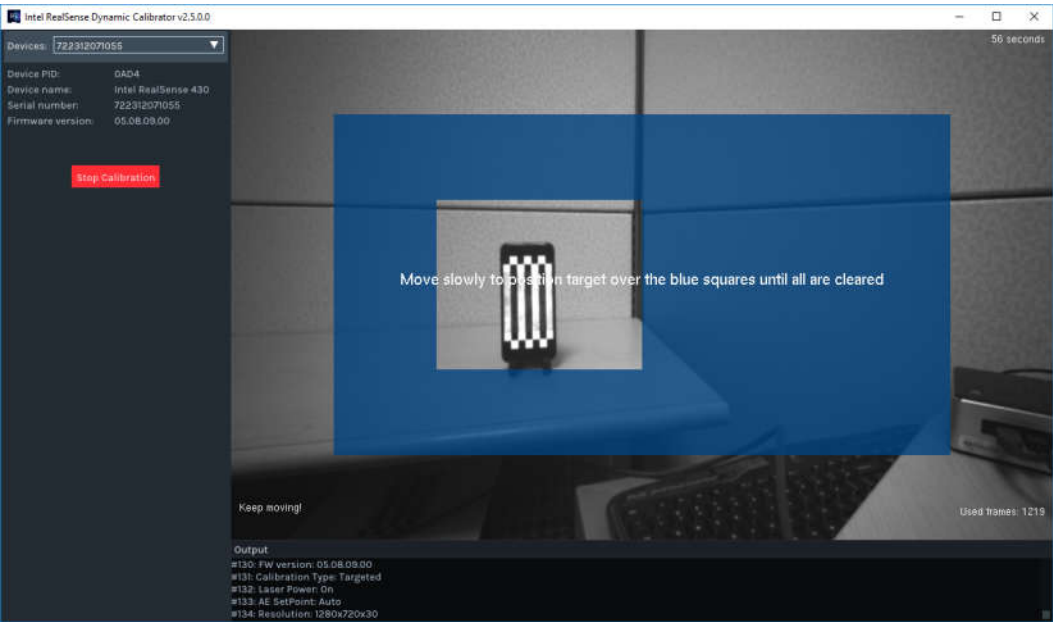 Intel RealSense Dynamic Calibrator v2.5.0.0
Devices: 722312071055
56 seconds
Device PID: 0AD4
Device name: Intel RealSense 430
Serial number: 722312071055
Firmware version: 05.08.09.00
Stop Calibration
Move slowly to position target over the blue squares until all are cleared
Keep moving!
Used frames: 1219
Output
#130: FW version: 05.08.09.00
#131: Calibration Type: Targeted
#132: Laser Power: On
#133: AE SetPoint: Auto
#134: Resolution: 1280x720x30